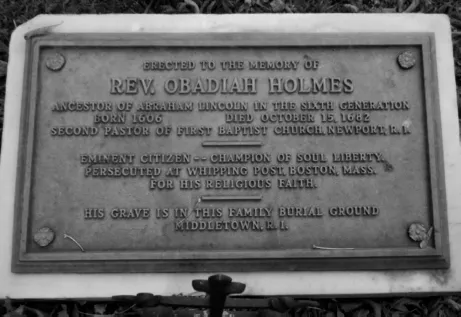 ERECTED TO THE MEMORY OF
REV. OBADIAH HOLMES
ANCESTOR OF ABRAHAM LINCOLN IN THE SIXTH GENERATION
BORN 1606 DIED OCTOBER 15, 1682
SECOND PASTOR OF FIRST BAPTIST CHURCH, NEWPORT, R. I.
EMINENT CITIZEN -- CHAMPION OF SOUL LIBERTY.
PERSECUTED AT WHIPPING POST, BOSTON, MASS.
FOR HIS RELIGIOUS FAITH.
HIS GRAVE IS IN THIS FAMILY BURIAL GROUND
MIDDLETOWN, R. I.